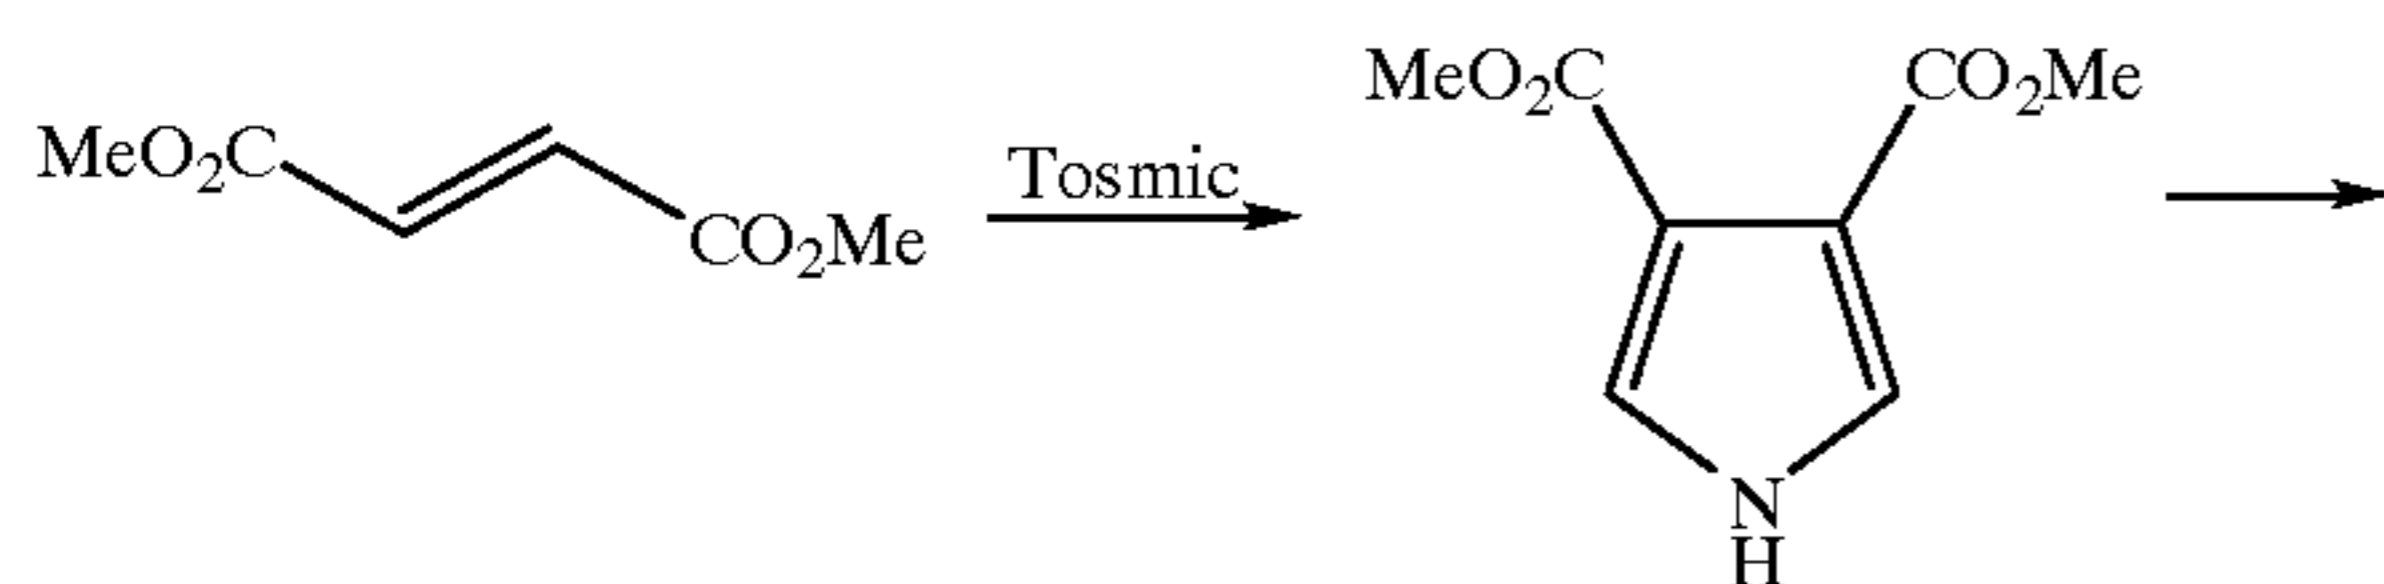 MeO₂C
CO₂Me
Tosmic
MeO₂C
CO₂Me
N
H